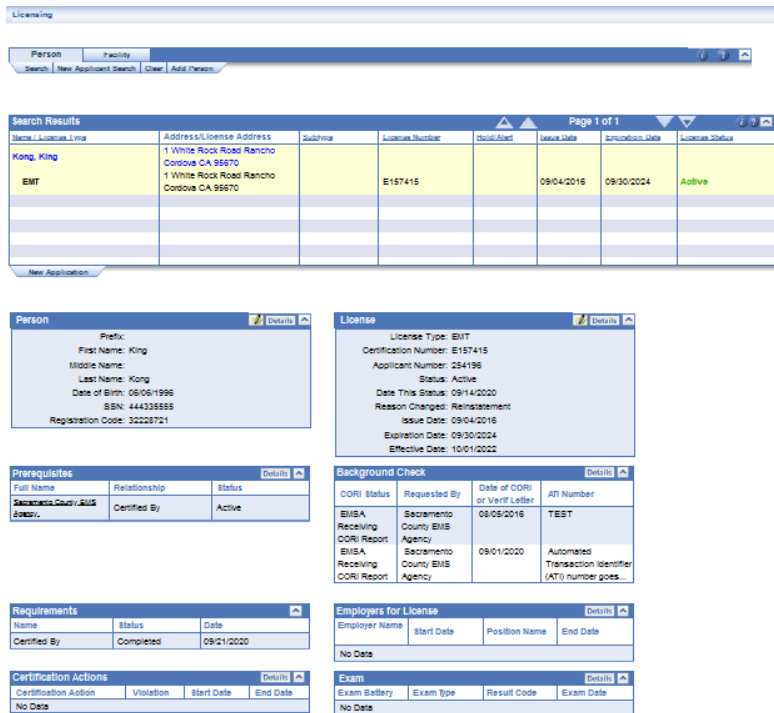 Licensing
Person Facility
Search New Applicant Search Clear Add Person
Search Results Page 1 of 1
Name / License Type Address/License Address Subtype License Number Hold/Alert Issue Date Expiration Date License Status
Kong, King 1 White Rock Road Rancho Cordova CA 95670
EMT 1 White Rock Road Rancho Cordova CA 95670 E157415 09/04/2016 09/30/2024 Active
New Application
Person Details
Prefix:
First Name: King
Middle Name:
Last Name: Kong
Date of Birth: 06/06/1996
SSN: 444335555
Registration Code: 32228721
License Details
License Type: EMT
Certification Number: E157415
Applicant Number: 254196
Status: Active
Date This Status: 09/14/2020
Reason Changed: Reinstatement
Issue Date: 09/04/2016
Expiration Date: 09/30/2024
Effective Date: 10/01/2022
Prerequisites Details
Full Name Relationship Status
Sacramento County EMS Agency, Certified By Active
Background Check Details
CORI Status Requested By Date of CORI or Verif Letter ATI Number
EMSA Receiving CORI Report Sacramento County EMS Agency 08/05/2016 TEST
EMSA Receiving CORI Report Sacramento County EMS Agency 09/01/2020 Automated Transaction Identifier (ATI) number goes...
Requirements
Name Status Date
Certified By Completed 09/21/2020
Employers for License Details
Employer Name Start Date Position Name End Date
No Data
Certification Actions Details
Certification Action Violation Start Date End Date
No Data
Exam Details
Exam Battery Exam Type Result Code Exam Date
No Data